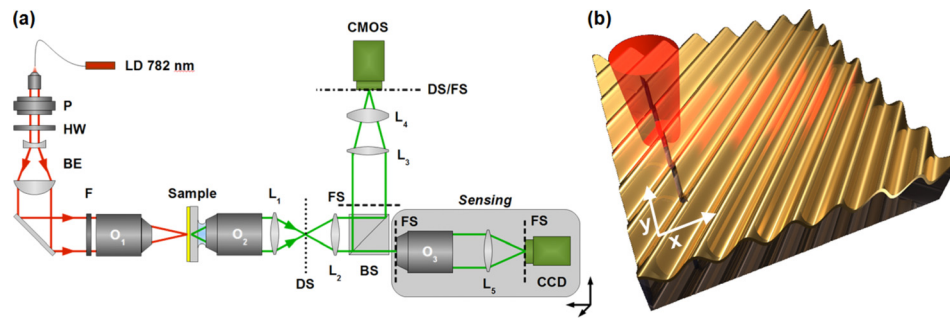 (a)
CMOS
LD 782 nm
DS/FS
P
L4
HW
L3
BE
Sample
L1
FS
Sensing
F
FS
FS
O1
O2
O3
L2
BS
L5
CCD
DS
(b)
y
x